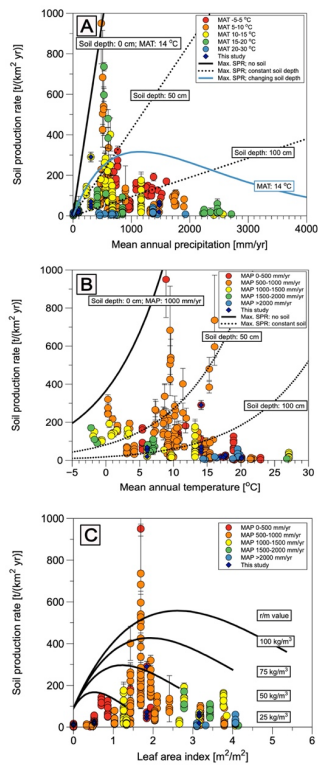 A
Soil depth: 0 cm; MAT: 14 °C
MAT -5-5 °C
MAT 5-10 °C
MAT 10-15 °C
MAT 15-20 °C
MAT 20-30 °C
This study
Max. SPR: no soil
Max. SPR: constant soil depth
Max. SPR: changing soil depth
Soil depth: 50 cm
Soil depth: 100 cm
MAT: 14 °C
Soil production rate [t/(km² yr)]
1000
800
600
400
200
0
0 1000 2000 3000 4000
Mean annual precipitation [mm/yr]
B
Soil depth: 0 cm; MAP: 1000 mm/yr
MAP 0-500 mm/yr
MAP 500-1000 mm/yr
MAP 1000-1500 mm/yr
MAP 1500-2000 mm/yr
MAP >2000 mm/yr
This study
Max. SPR: no soil
Max. SPR: constant soil
50 cm
Soil depth: 100 cm
Soil production rate [t/(km² yr)]
1000
800
600
400
200
0
-5 0 5 10 15 20 25 30
Mean annual temperature [°C]
C
MAP 0-500 mm/yr
MAP 500-1000 mm/yr
MAP 1000-1500 mm/yr
MAP 1500-2000 mm/yr
MAP >2000 mm/yr
This study
r/m value
100 kg/m³
75 kg/m³
50 kg/m³
25 kg/m³
Soil production rate [t/(km² yr)]
1000
800
600
400
200
0
0 1 2 3 4 5 6
Leaf area index [m²/m²]